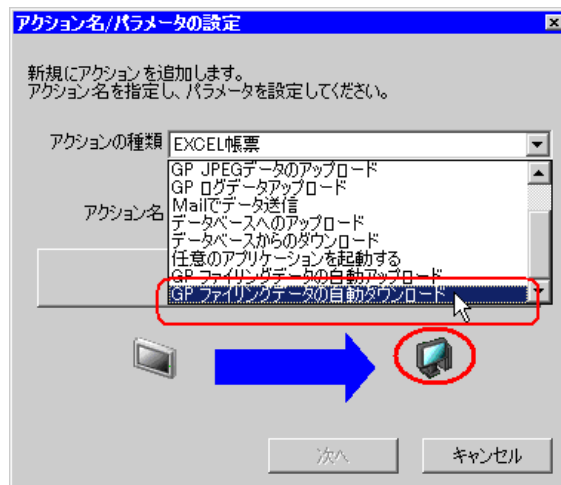 アクション名/パラメータの設定
新規にアクションを追加します。
アクション名を指定し、パラメータを設定してください。
アクションの種類 EXCEL帳票
GP JPEGデータのアップロード
GP ログデータアップロード
Mailでデータ送信
アクション名
データベースへのアップロード
データベースからのダウンロード
任意のアプリケーションを起動する
GP ファイリングデータの自動アップロード
GP ファイリングデータの自動ダウンロード
次へ キャンセル